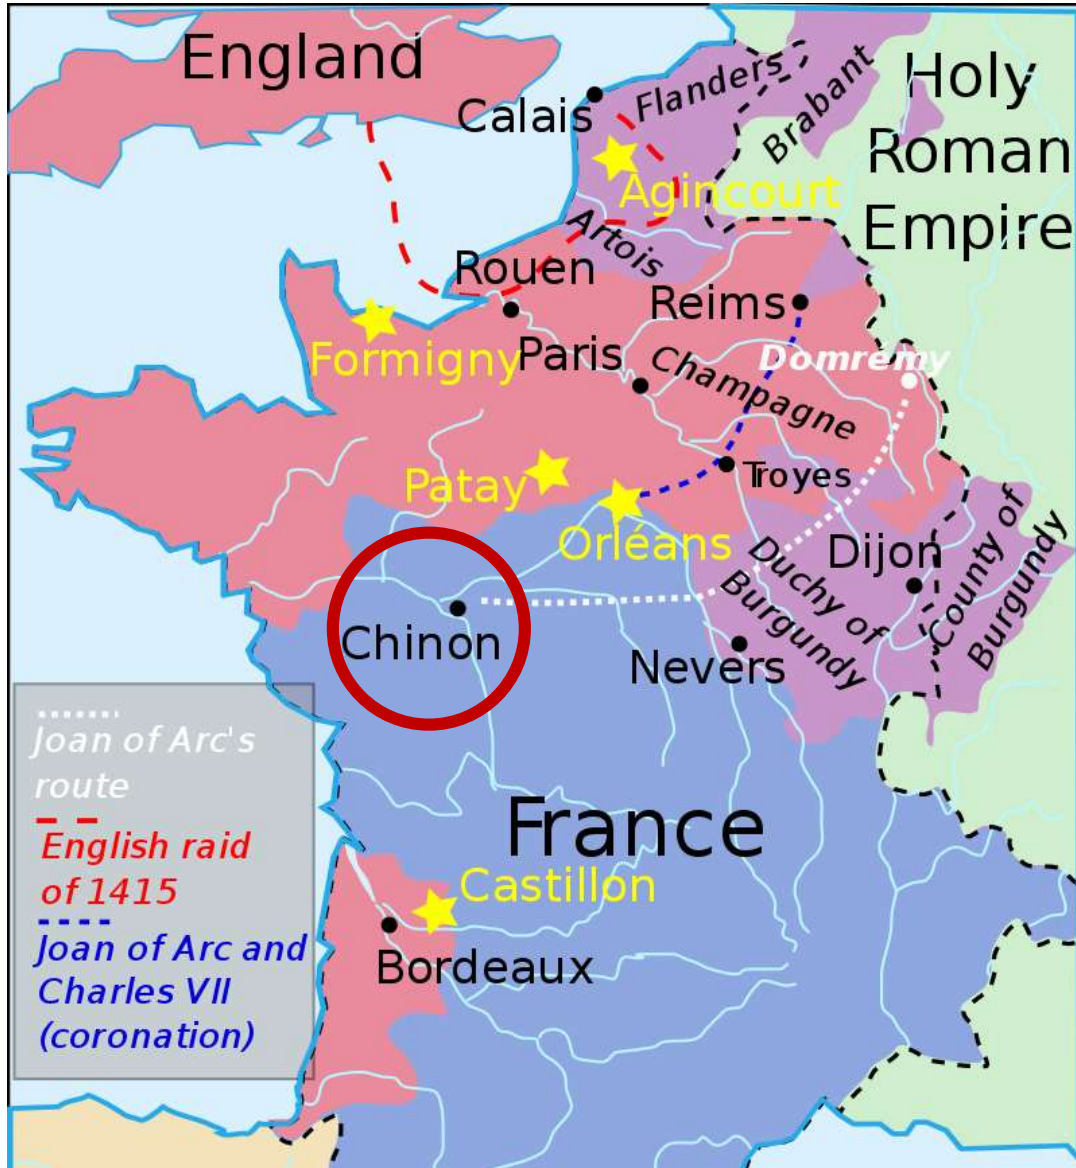 England
Calais
Flanders
Brabant
Holy
Roman
Empire
Agincourt
Artois
Rouen
Reims
Formigny
Paris
Champagne
Domrémy
Patay
Troyes
Orléans
Duchy of
Burgundy
Dijon
County of
Burgundy
Chinon
Nevers
France
Castillon
Bordeaux
Joan of Arc's
route
English raid
of 1415
Joan of Arc and
Charles VII
(coronation)